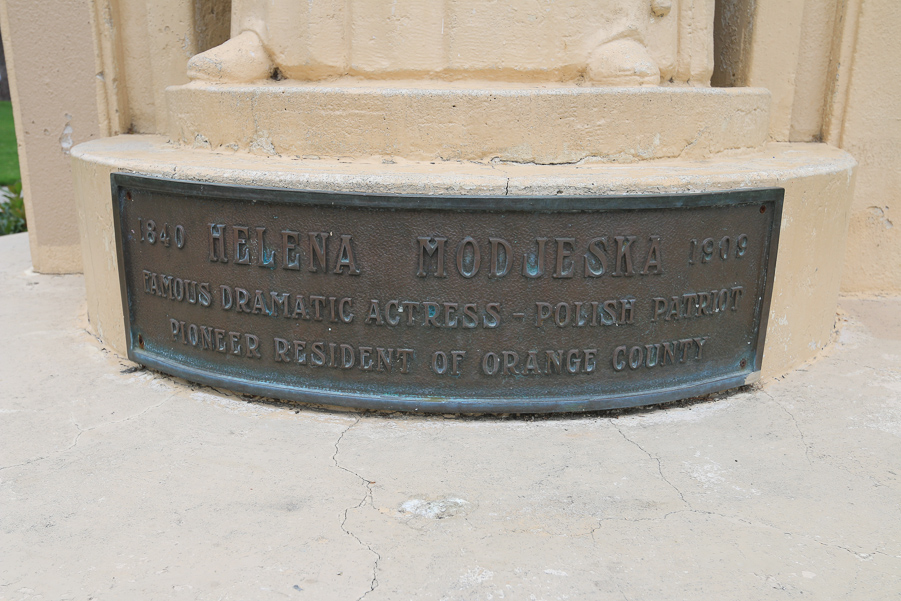 1840 HELENA MODJESKA 1909
FAMOUS DRAMATIC ACTRESS - POLISH PATRIOT
PIONEER RESIDENT OF ORANGE COUNTY